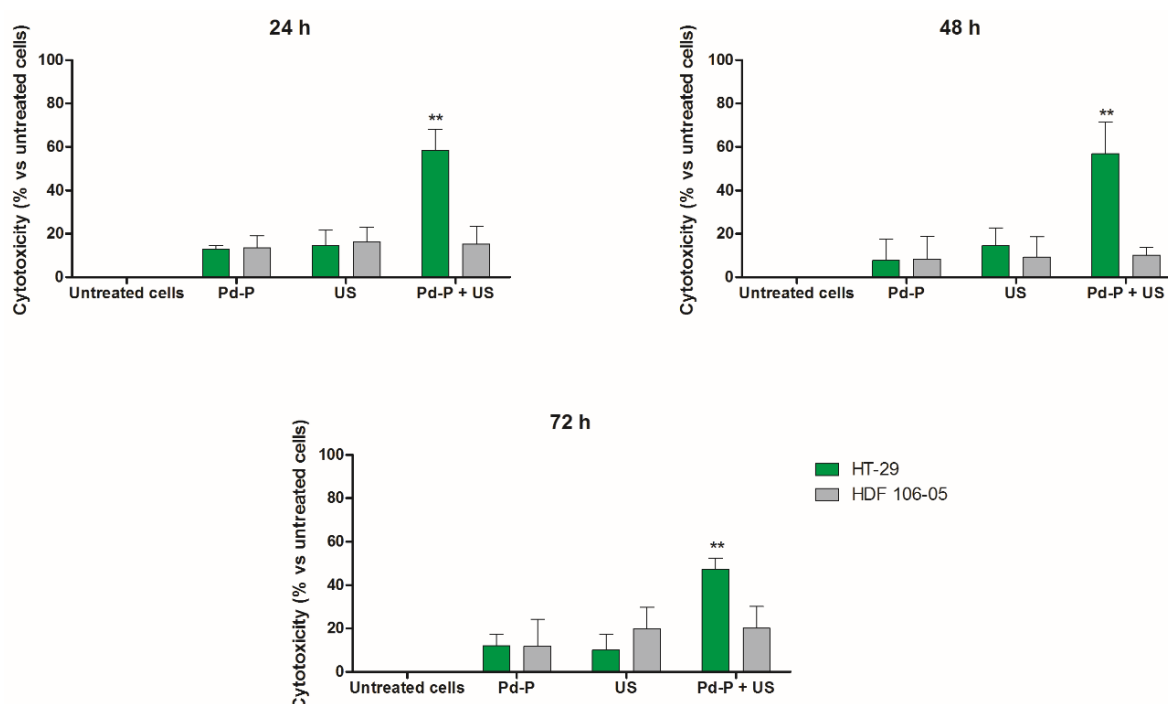 24 h
Cytotoxicity (% vs untreated cells)
100
80
60
40
20
0
**
Untreated cells Pd-P US Pd-P + US
48 h
Cytotoxicity (% vs untreated cells)
100
80
60
40
20
0
**
Untreated cells Pd-P US Pd-P + US
72 h
Cytotoxicity (% vs untreated cells)
100
80
60
40
20
0
**
Untreated cells Pd-P US Pd-P + US
HT-29
HDF 106-05